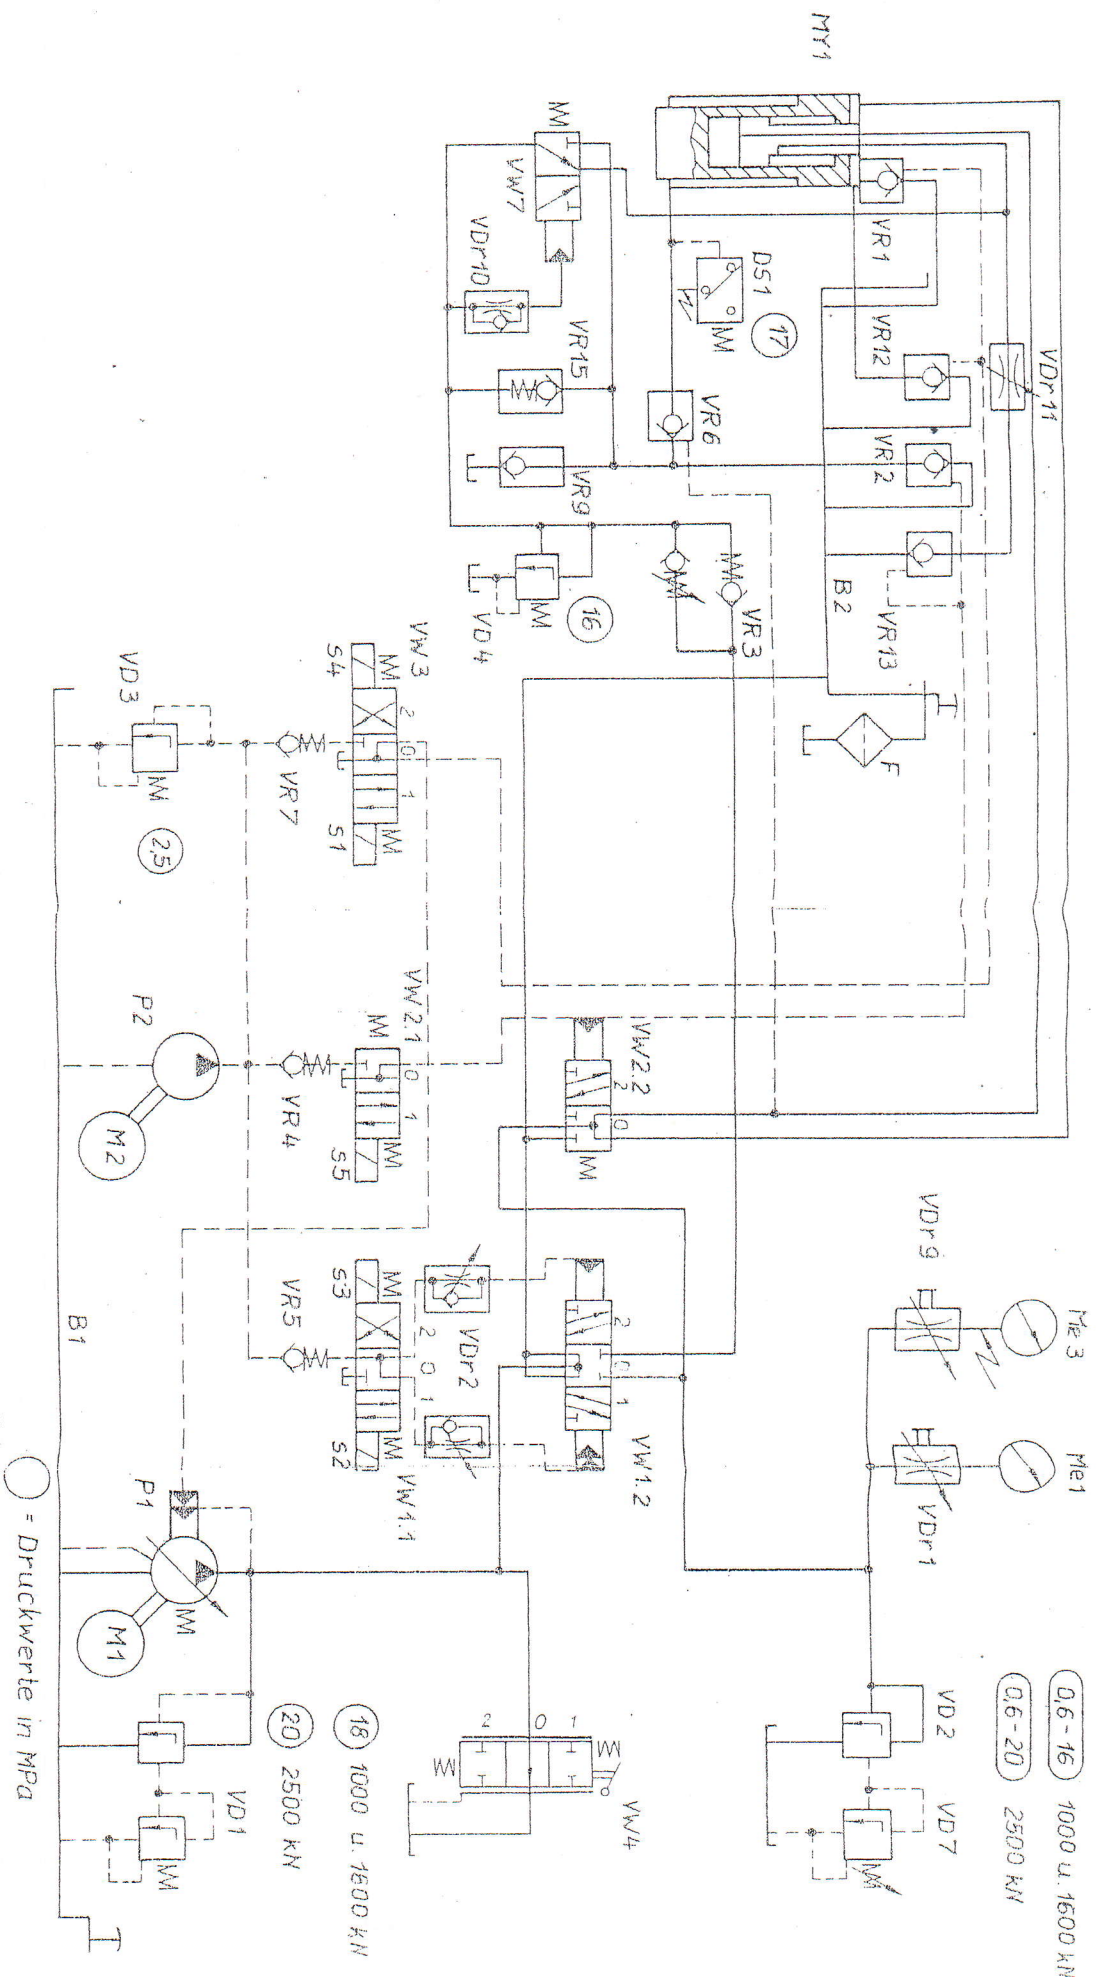 MY1
VR1
VR12
VDr11
VR2
VR13
B2
DS1
17
VR6
VW7
VDr10
VR15
VR9
16
VD4
VR3
F
VW3
S4
2
0
1
S1
VD3
2,5
VR7
VW2.1
0
1
S5
VW2.2
2
0
P2
M2
VR4
B1
VR5
S3
2
0
1
S2
VW1.1
VDr2
2
0
1
VW1.2
VDr9
Me3
Me1
VDr1
P1
M1
VW4
2
0
1
VD2
VD7
0,6-16 1000 u. 1600 kN
0,6-20 2500 kN
18 1000 u. 1600 kN
20 2500 kN
VD1
= Druckwerte in MPa